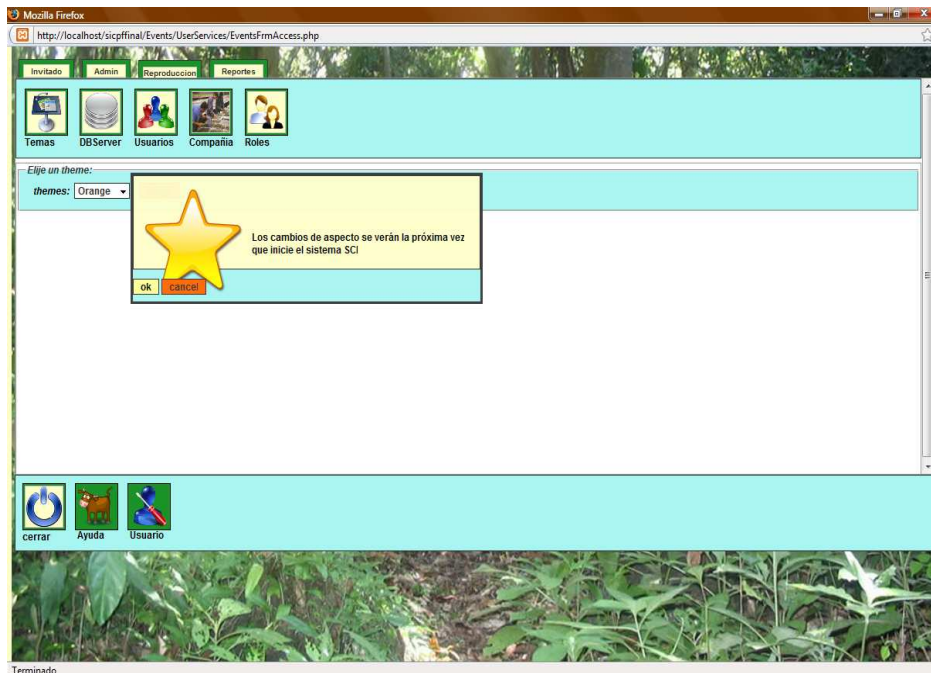 Mozilla Firefox
http://localhost/sicpffinal/Events/UserServices/EventsFrmAccess.php
Invitado Admin Reproduccion Reportes
Temas DBServer Usuarios Compañia Roles
Elije un theme:
themes: Orange
Los cambios de aspecto se verán la próxima vez
que inicie el sistema SCI
ok cancel
cerrar Ayuda Usuario
Terminado